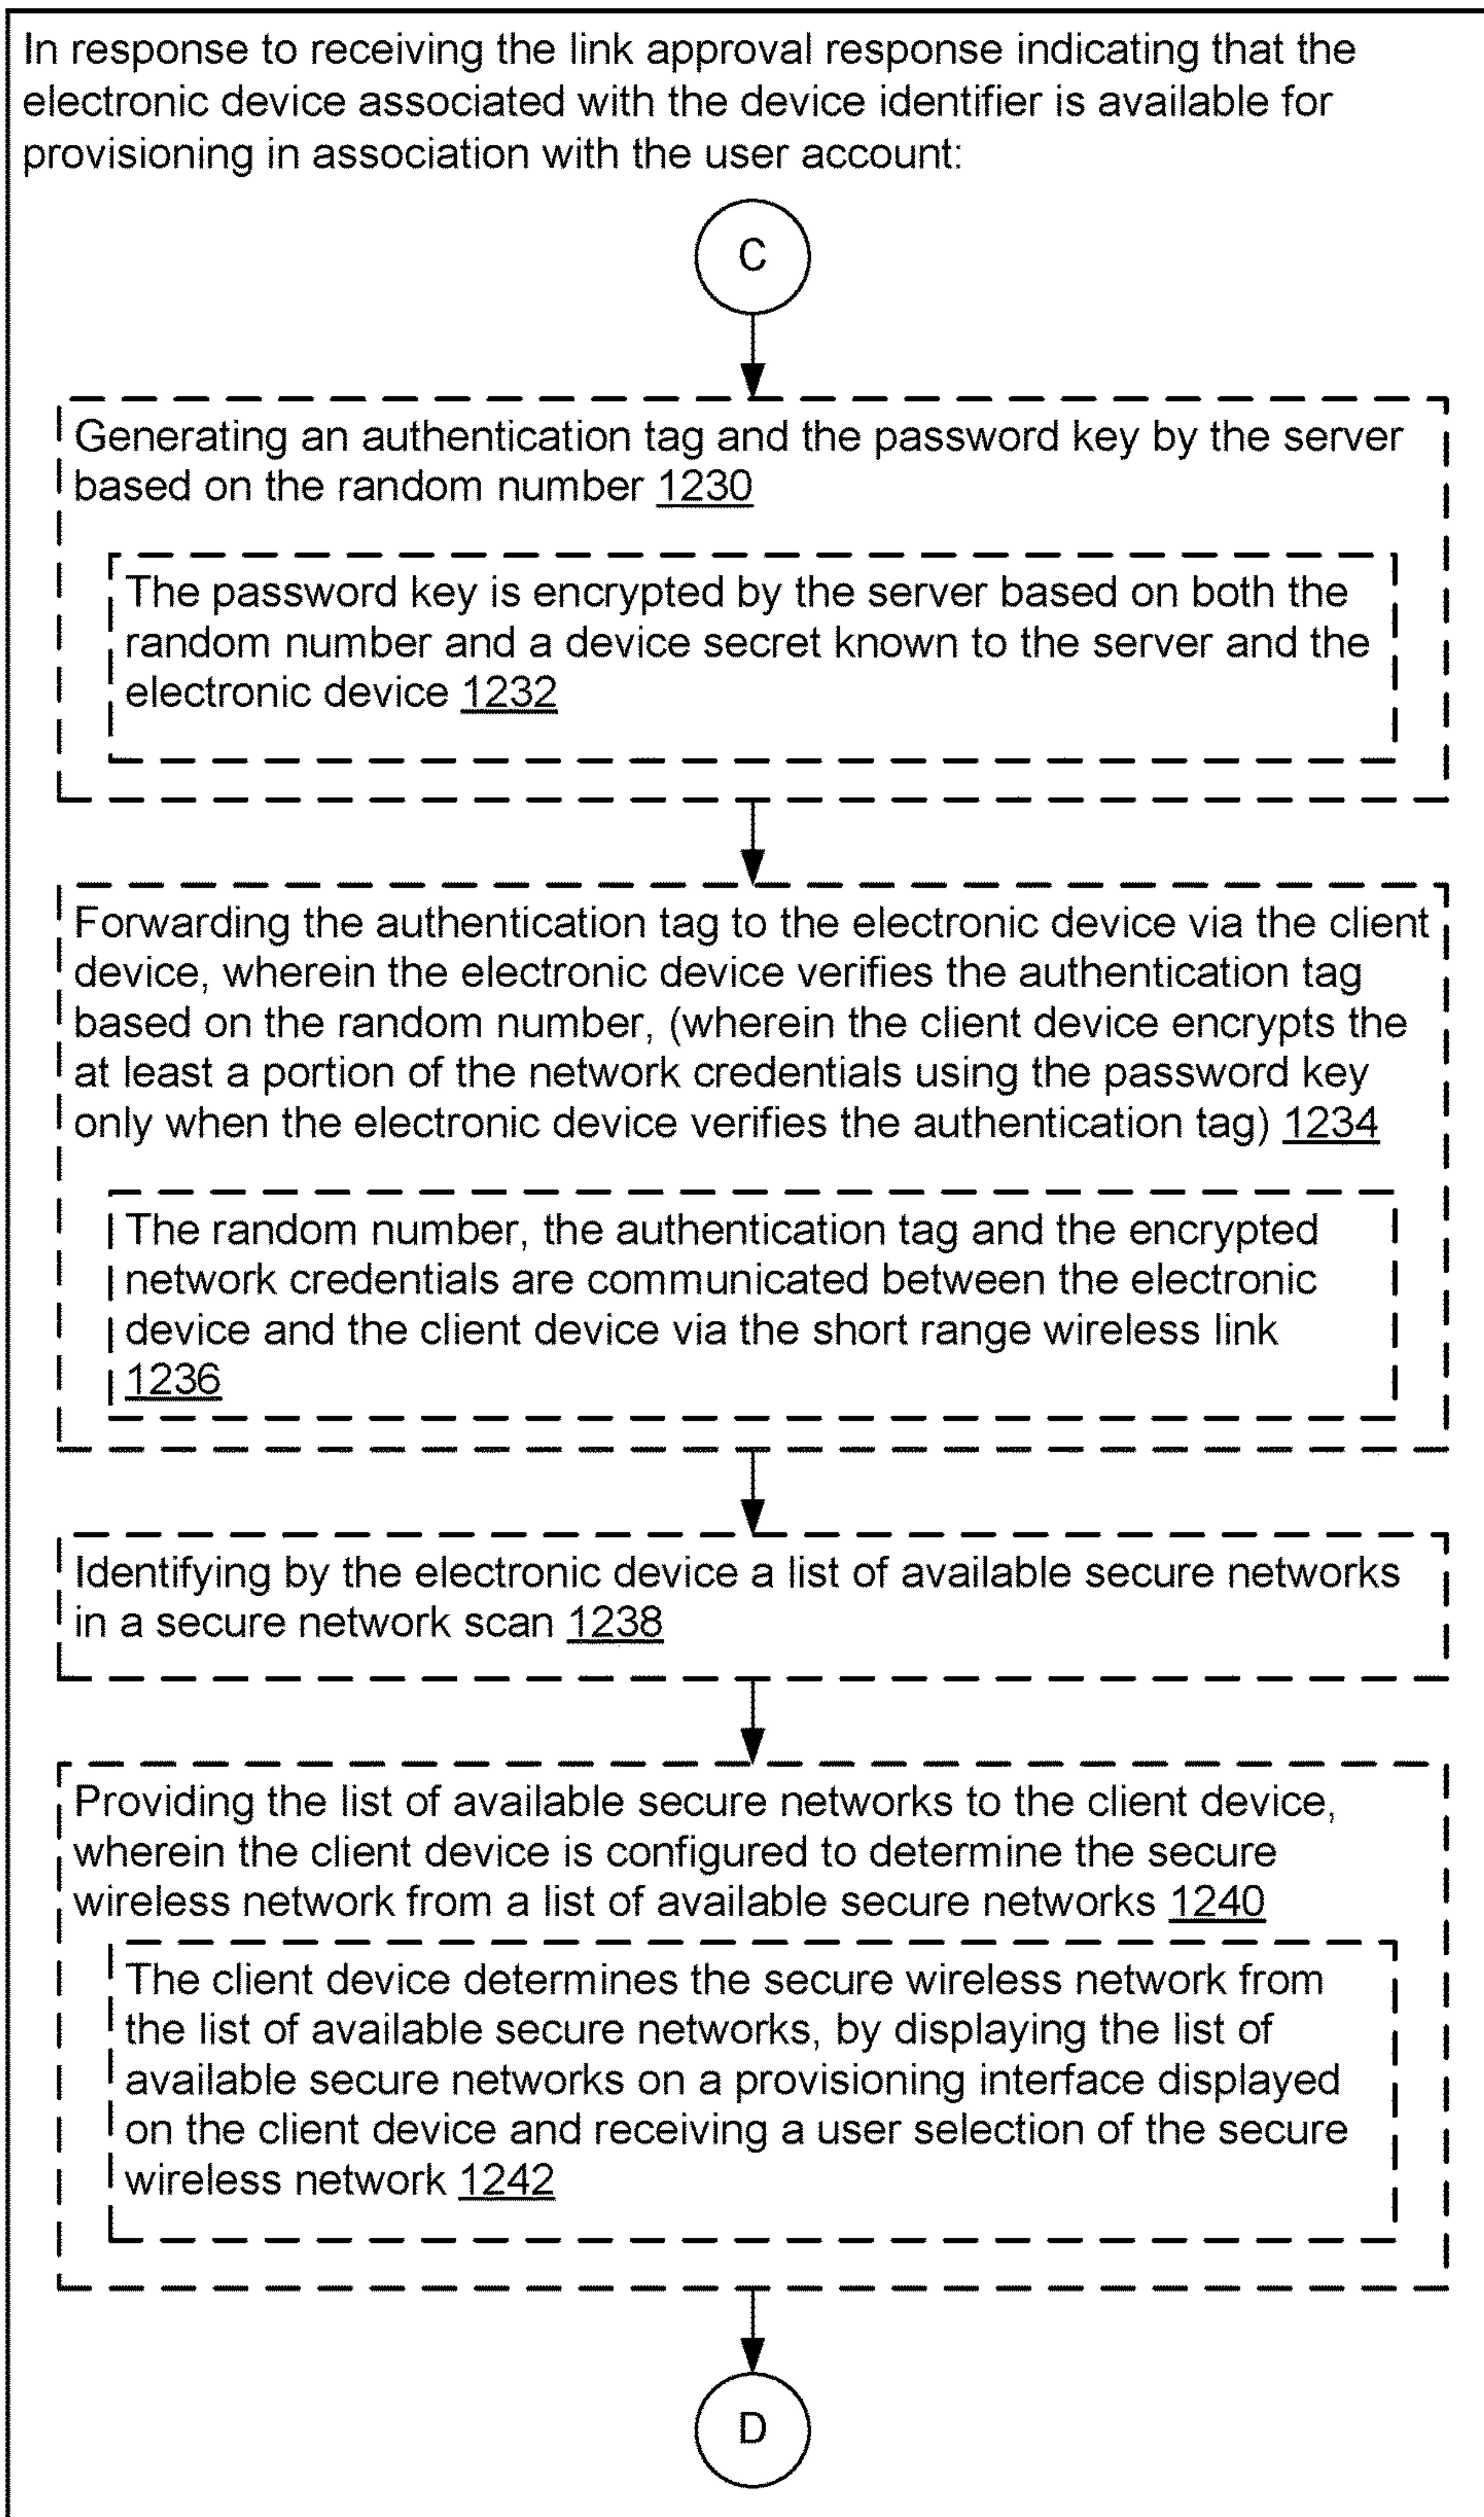 In response to receiving the link approval response indicating that the
electronic device associated with the device identifier is available for
provisioning in association with the user account:
C
Generating an authentication tag and the password key by the server
based on the random number 1230
The password key is encrypted by the server based on both the
random number and a device secret known to the server and the
electronic device 1232
Forwarding the authentication tag to the electronic device via the client
device, wherein the electronic device verifies the authentication tag
based on the random number, (wherein the client device encrypts the
at least a portion of the network credentials using the password key
only when the electronic device verifies the authentication tag) 1234
The random number, the authentication tag and the encrypted
network credentials are communicated between the electronic
device and the client device via the short range wireless link
1236
Identifying by the electronic device a list of available secure networks
in a secure network scan 1238
Providing the list of available secure networks to the client device,
wherein the client device is configured to determine the secure
wireless network from a list of available secure networks 1240
The client device determines the secure wireless network from
the list of available secure networks, by displaying the list of
available secure networks on a provisioning interface displayed
on the client device and receiving a user selection of the secure
wireless network 1242
D